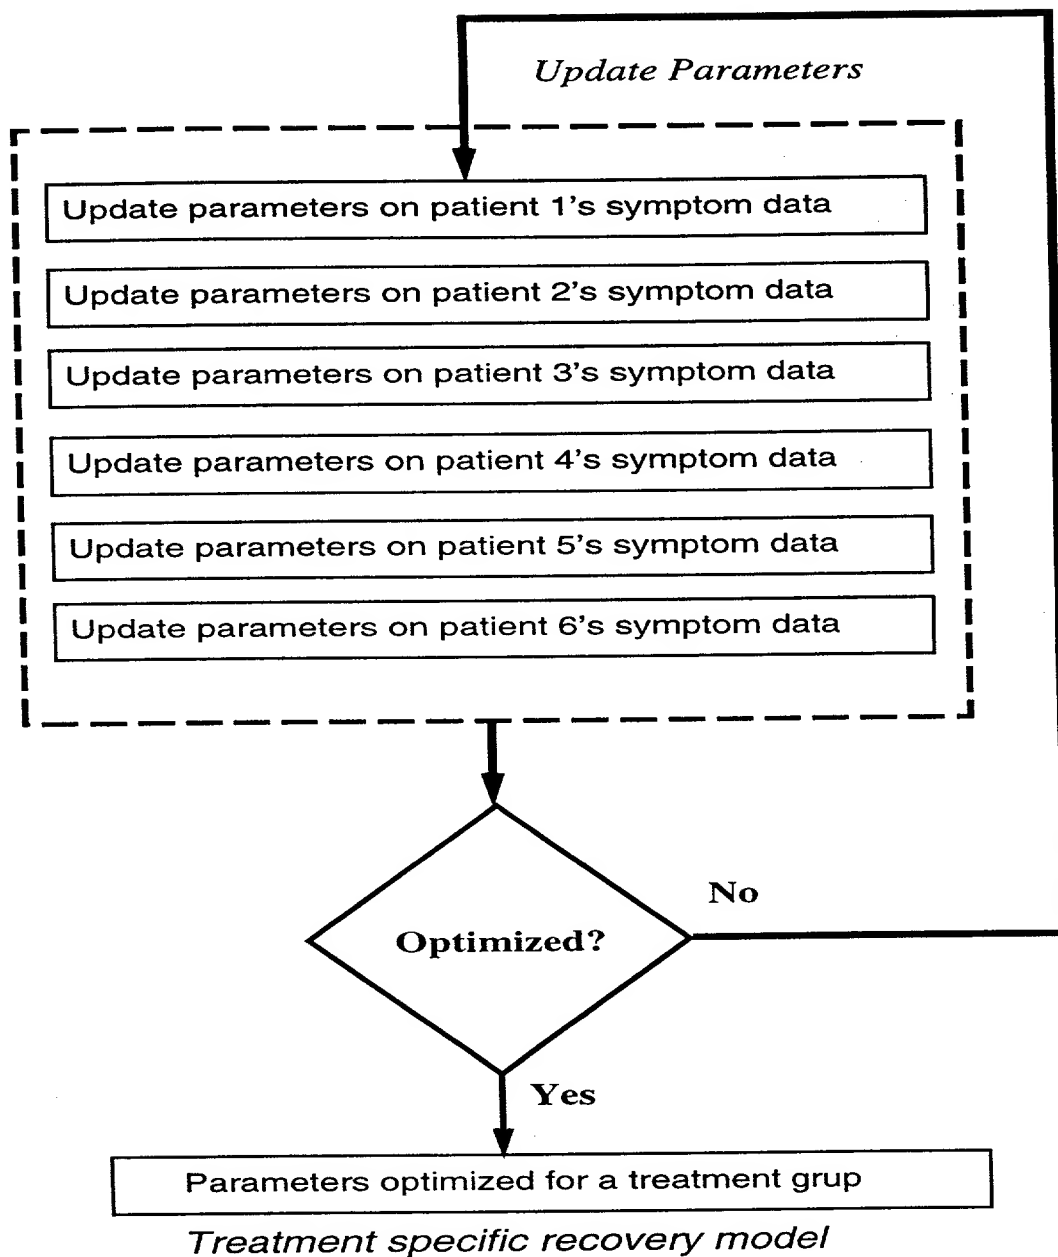 Update Parameters
Update parameters on patient 1's symptom data
Update parameters on patient 2's symptom data
Update parameters on patient 3's symptom data
Update parameters on patient 4's symptom data
Update parameters on patient 5's symptom data
Update parameters on patient 6's symptom data
No
Optimized?
Yes
Parameters optimized for a treatment grup
Treatment specific recovery model